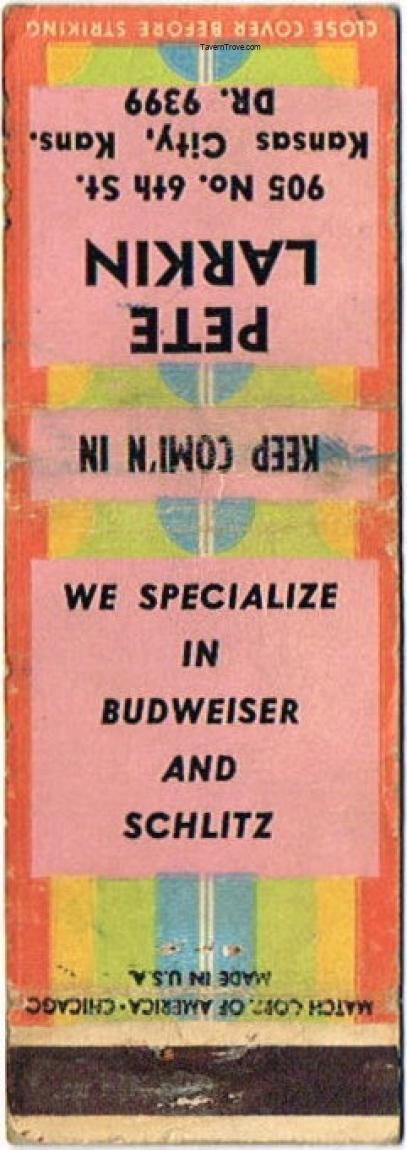 CLOSE COVER BEFORE STRIKING
TavernTrove.com
PETE
LARKIN
905 No. 6th St.
Kansas City, Kans.
DR. 9399
KEEP COMI'N IN
WE SPECIALIZE
IN
BUDWEISER
AND
SCHLITZ
MATCH CORP. OF AMERICA • CHICAGO
MADE IN U.S.A.